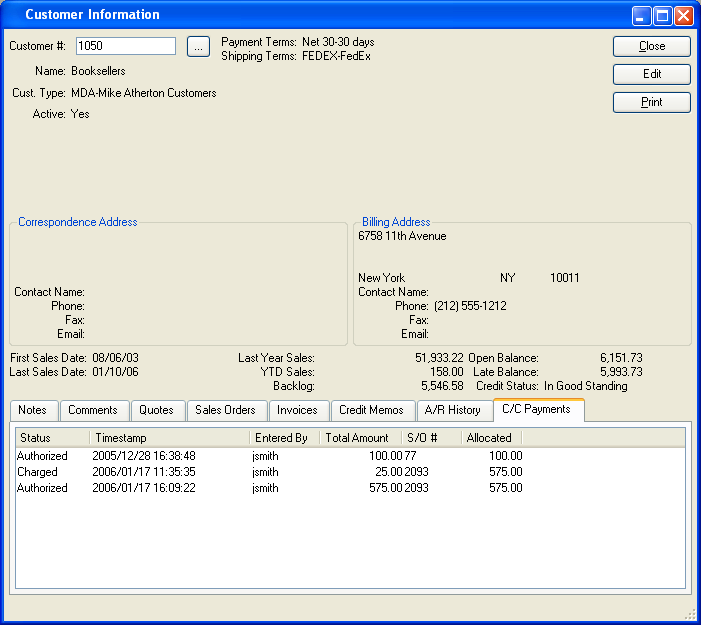 Customer Information
Customer #: 1050 ... Payment Terms: Net 30-30 days Close
Shipping Terms: FEDEX-FedEx
Name: Booksellers Edit
Cust. Type: MDA-Mike Atherton Customers Print
Active: Yes
Correspondence Address Billing Address
6758 11th Avenue
New York NY 10011
Contact Name: Contact Name:
Phone: Phone: (212) 555-1212
Fax: Fax:
Email: Email:
First Sales Date: 08/06/03 Last Year Sales: 51,933.22 Open Balance: 6,151.73
Last Sales Date: 01/10/06 YTD Sales: 158.00 Late Balance: 5,993.73
Backlog: 5,546.58 Credit Status: In Good Standing
Notes Comments Quotes Sales Orders Invoices Credit Memos A/R History C/C Payments
Status Timestamp Entered By Total Amount S/O # Allocated
Authorized 2005/12/28 16:38:48 jsmith 100.00 77 100.00
Charged 2006/01/17 11:35:35 jsmith 25.00 2093 575.00
Authorized 2006/01/17 16:09:22 jsmith 575.00 2093 575.00